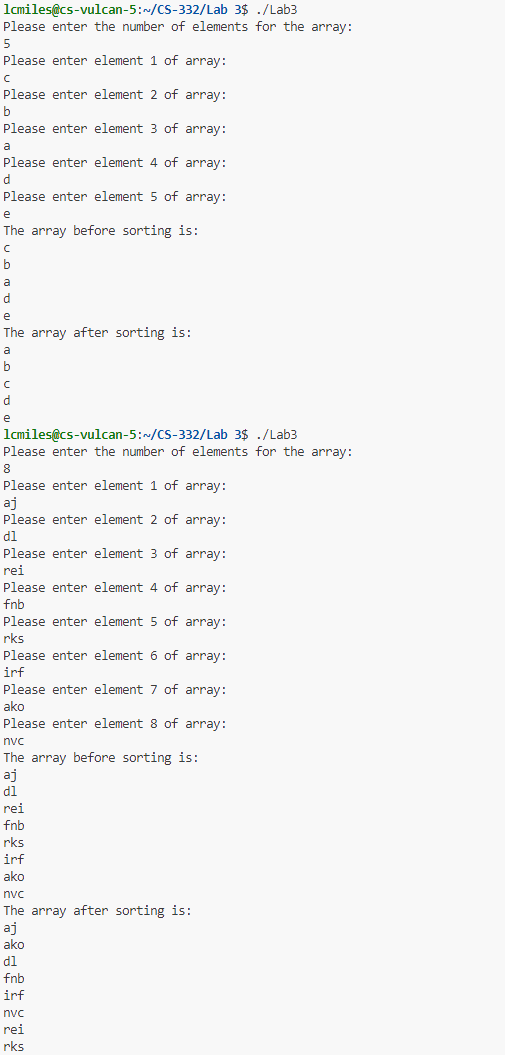 lcmiles@cs-vulcan-5:~/CS-332/Lab 3$ ./Lab3
Please enter the number of elements for the array:
5
Please enter element 1 of array:
c
Please enter element 2 of array:
b
Please enter element 3 of array:
a
Please enter element 4 of array:
d
Please enter element 5 of array:
e
The array before sorting is:
c
b
a
d
e
The array after sorting is:
a
b
c
d
e
lcmiles@cs-vulcan-5:~/CS-332/Lab 3$ ./Lab3
Please enter the number of elements for the array:
8
Please enter element 1 of array:
aj
Please enter element 2 of array:
dl
Please enter element 3 of array:
rei
Please enter element 4 of array:
fnb
Please enter element 5 of array:
rks
Please enter element 6 of array:
irf
Please enter element 7 of array:
ako
Please enter element 8 of array:
nvc
The array before sorting is:
aj
dl
rei
fnb
rks
irf
ako
nvc
The array after sorting is:
aj
ako
dl
fnb
irf
nvc
rei
rks